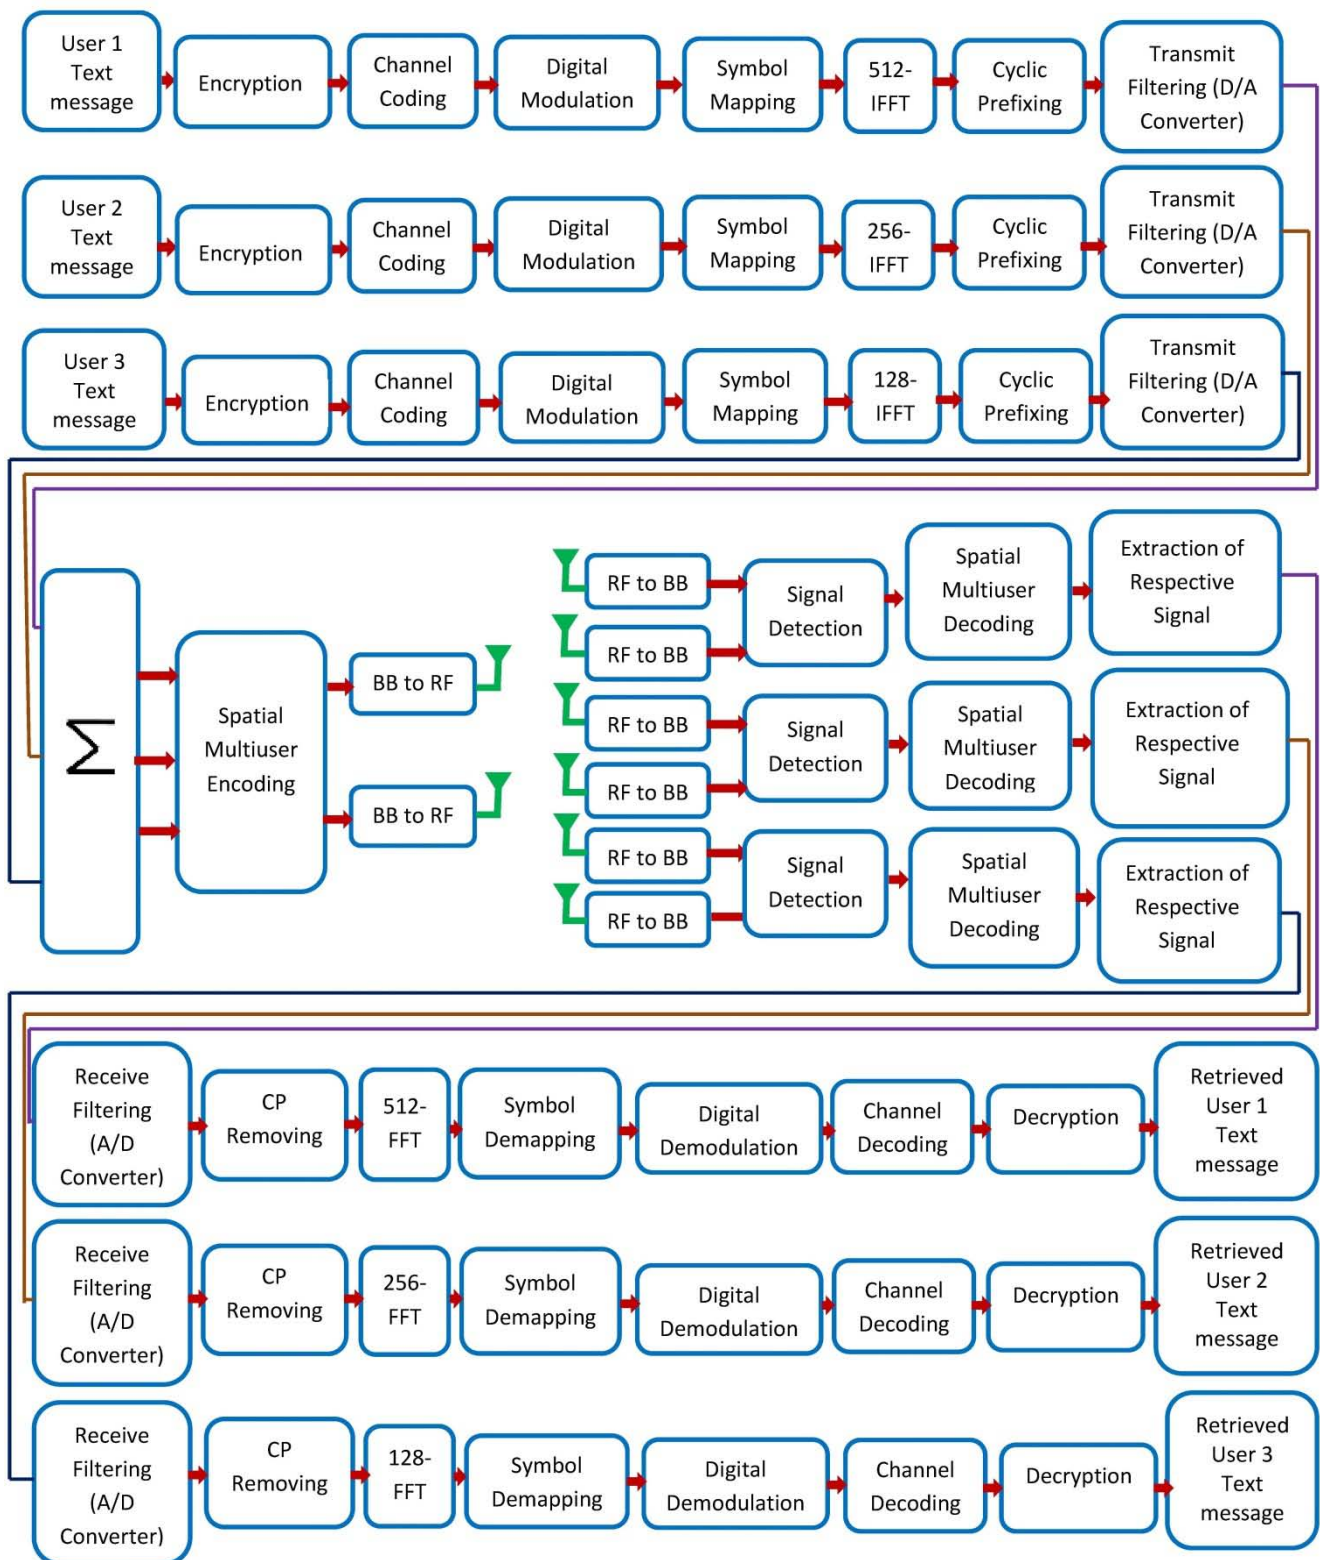 User 1
Text
message
Encryption
Channel
Coding
Digital
Modulation
Symbol
Mapping
512-
IFFT
Cyclic
Prefixing
Transmit
Filtering (D/A
Converter)
User 2
Text
message
Encryption
Channel
Coding
Digital
Modulation
Symbol
Mapping
256-
IFFT
Cyclic
Prefixing
Transmit
Filtering (D/A
Converter)
User 3
Text
message
Encryption
Channel
Coding
Digital
Modulation
Symbol
Mapping
128-
IFFT
Cyclic
Prefixing
Transmit
Filtering (D/A
Converter)
∑
Spatial
Multiuser
Encoding
BB to RF
BB to RF
RF to BB
RF to BB
Signal
Detection
Spatial
Multiuser
Decoding
Extraction of
Respective
Signal
RF to BB
RF to BB
Signal
Detection
Spatial
Multiuser
Decoding
Extraction of
Respective
Signal
RF to BB
RF to BB
Signal
Detection
Spatial
Multiuser
Decoding
Extraction of
Respective
Signal
Receive
Filtering
(A/D
Converter)
CP
Removing
512-
FFT
Symbol
Demapping
Digital
Demodulation
Channel
Decoding
Decryption
Retrieved
User 1
Text
message
Receive
Filtering
(A/D
Converter)
CP
Removing
256-
FFT
Symbol
Demapping
Digital
Demodulation
Channel
Decoding
Decryption
Retrieved
User 2
Text
message
Receive
Filtering
(A/D
Converter)
CP
Removing
128-
FFT
Symbol
Demapping
Digital
Demodulation
Channel
Decoding
Decryption
Retrieved
User 3
Text
message